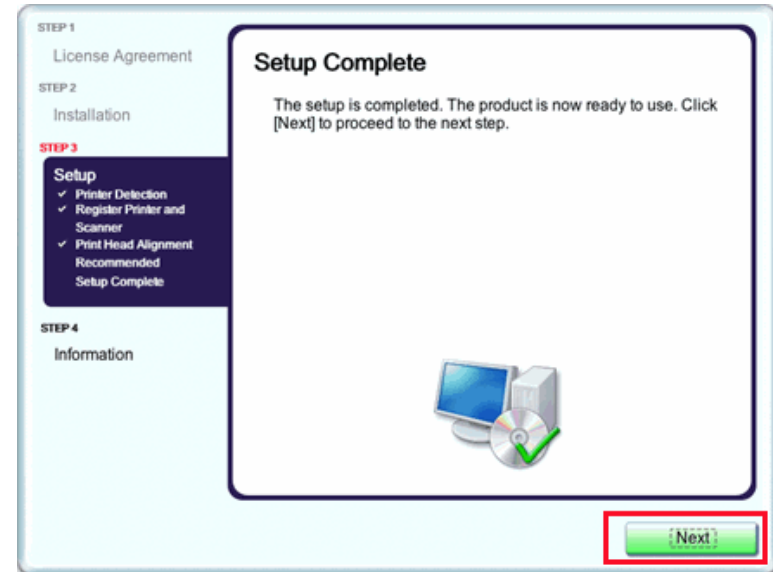 STEP 1
License Agreement
STEP 2
Installation
STEP 3
Setup
✓ Printer Detection
✓ Register Printer and
Scanner
✓ Print Head Alignment
Recommended
Setup Complete
STEP 4
Information
Setup Complete
The setup is completed. The product is now ready to use. Click
[Next] to proceed to the next step.
Next